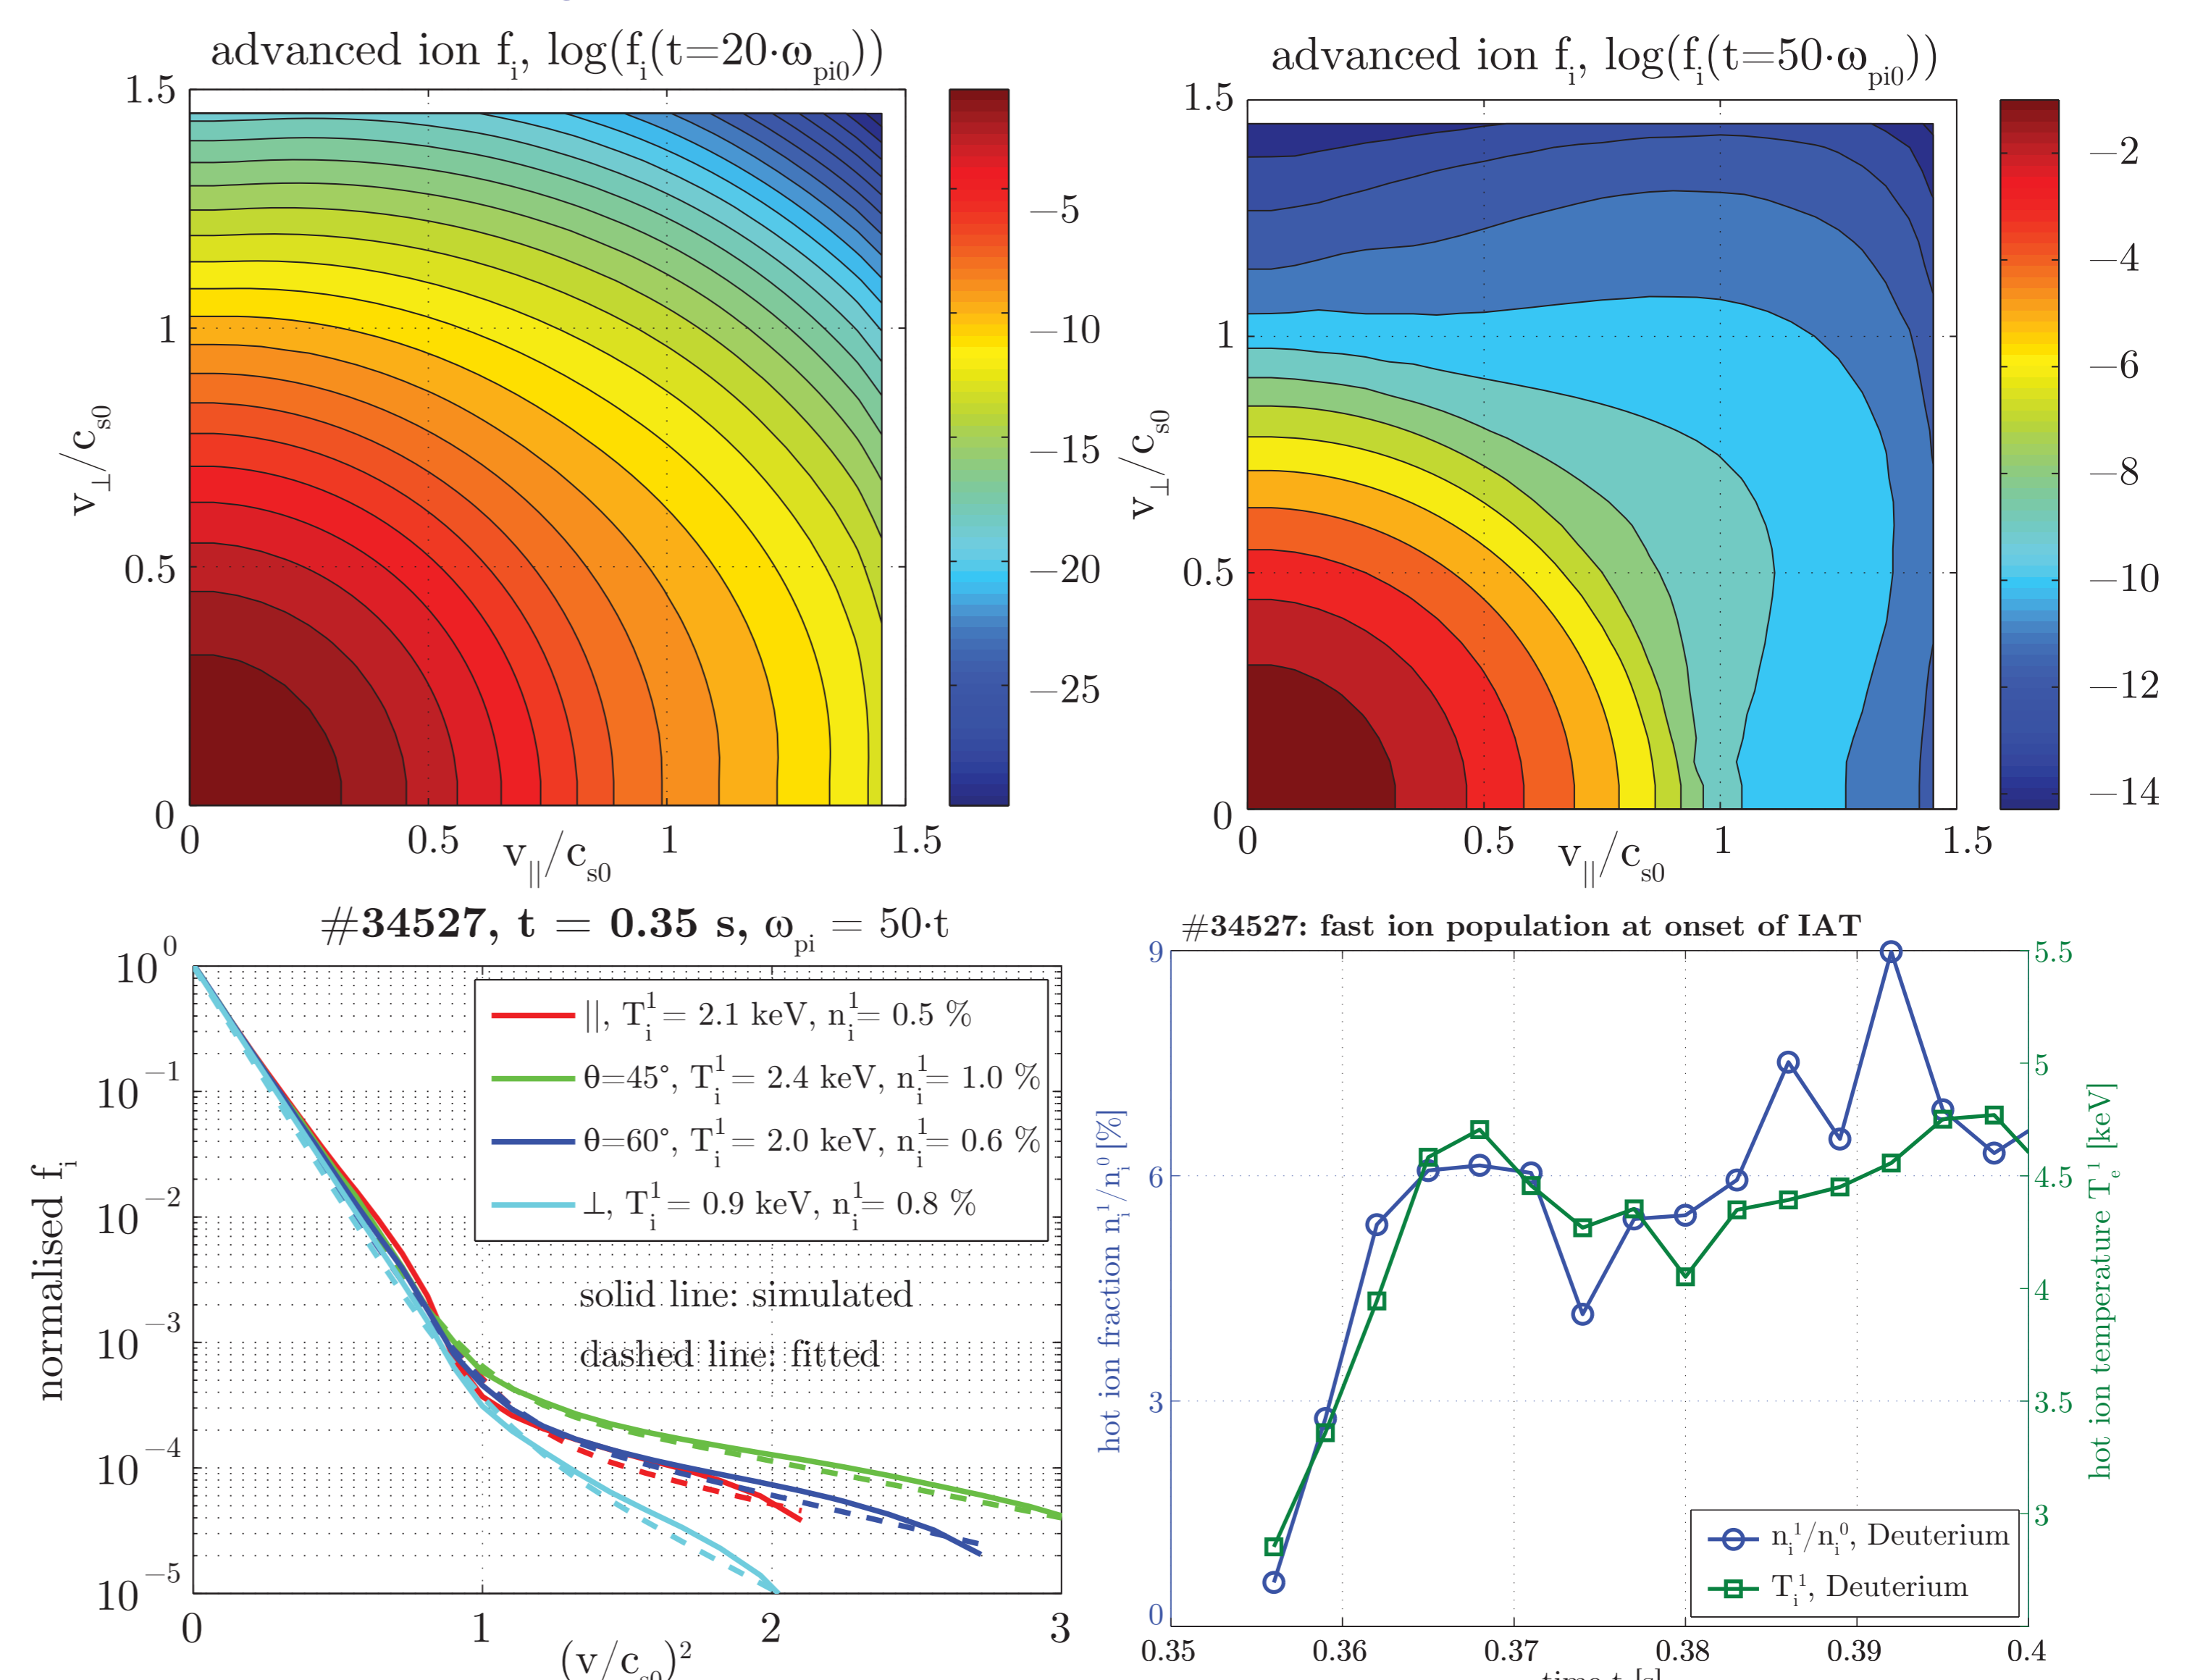 advanced ion f_i, log(f_i(t=20·ω_pi0))
1.5
1
0.5
0
v_⊥/c_s0
0
0.5
1
1.5
v_||/c_s0
−5
−10
−15
−20
−25
advanced ion f_i, log(f_i(t=50·ω_pi0))
1.5
1
0.5
0
v_⊥/c_s0
0
0.5
1
1.5
v_||/c_s0
−2
−4
−6
−8
−10
−12
−14
#34527, t = 0.35 s, ω_pi = 50·t
10^0
10^−1
10^−2
10^−3
10^−4
10^−5
normalised f_i
||, T_i^1 = 2.1 keV, n_i^1= 0.5 %
θ=45°, T_i^1 = 2.4 keV, n_i^1= 1.0 %
θ=60°, T_i^1 = 2.0 keV, n_i^1= 0.6 %
⊥, T_i^1 = 0.9 keV, n_i^1= 0.8 %
solid line: simulated
dashed line: fitted
0
1
2
3
(v/c_s0)^2
#34527: fast ion population at onset of IAT
9
6
3
0
hot ion fraction n_i^1/n_i^0 [%]
5.5
5
4.5
4
3.5
3
hot ion temperature T_e^1 [keV]
n_i^1/n_i^0, Deuterium
T_i^1, Deuterium
0.35
0.36
0.37
0.38
0.39
0.4
time t [s]